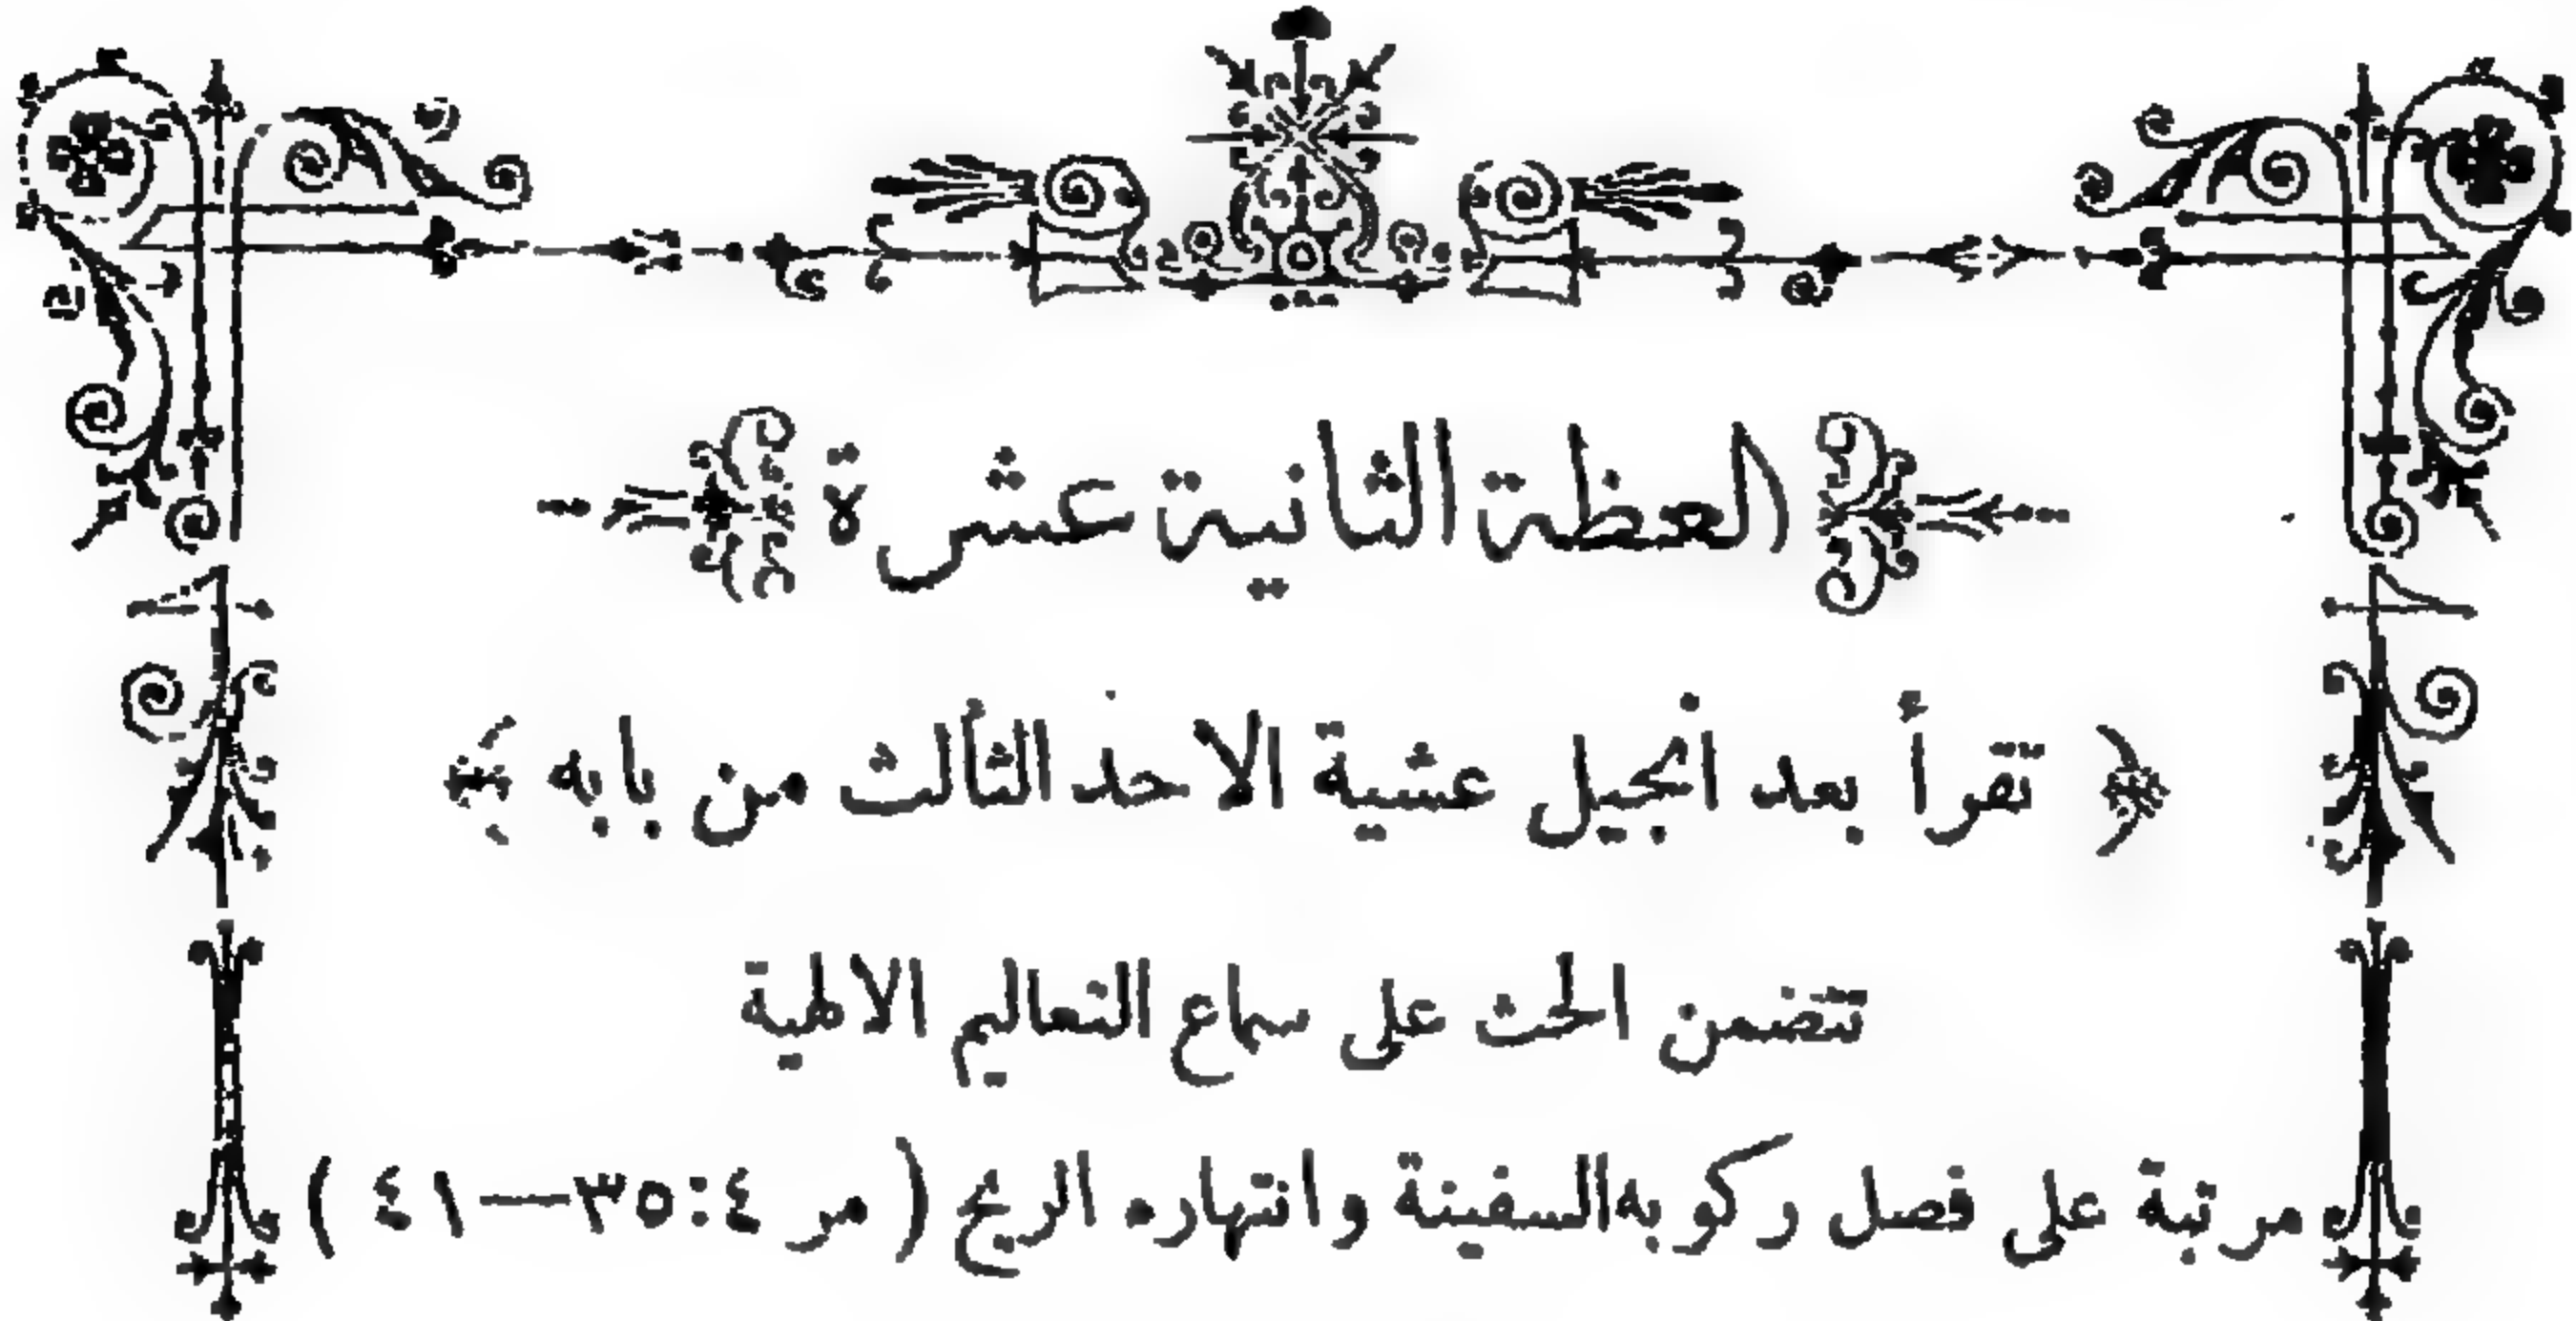 العظة الثانية عشرة
﴿ تقرأ بعد انجيل عشية الاحد الثالث من بابه ﴾
تتضمن الحث على سماع التعاليم الالهية
مرتبة على فصل ركوبه السفينة وانتهاره الريح ( مر ٤:٣٥—٤١ )